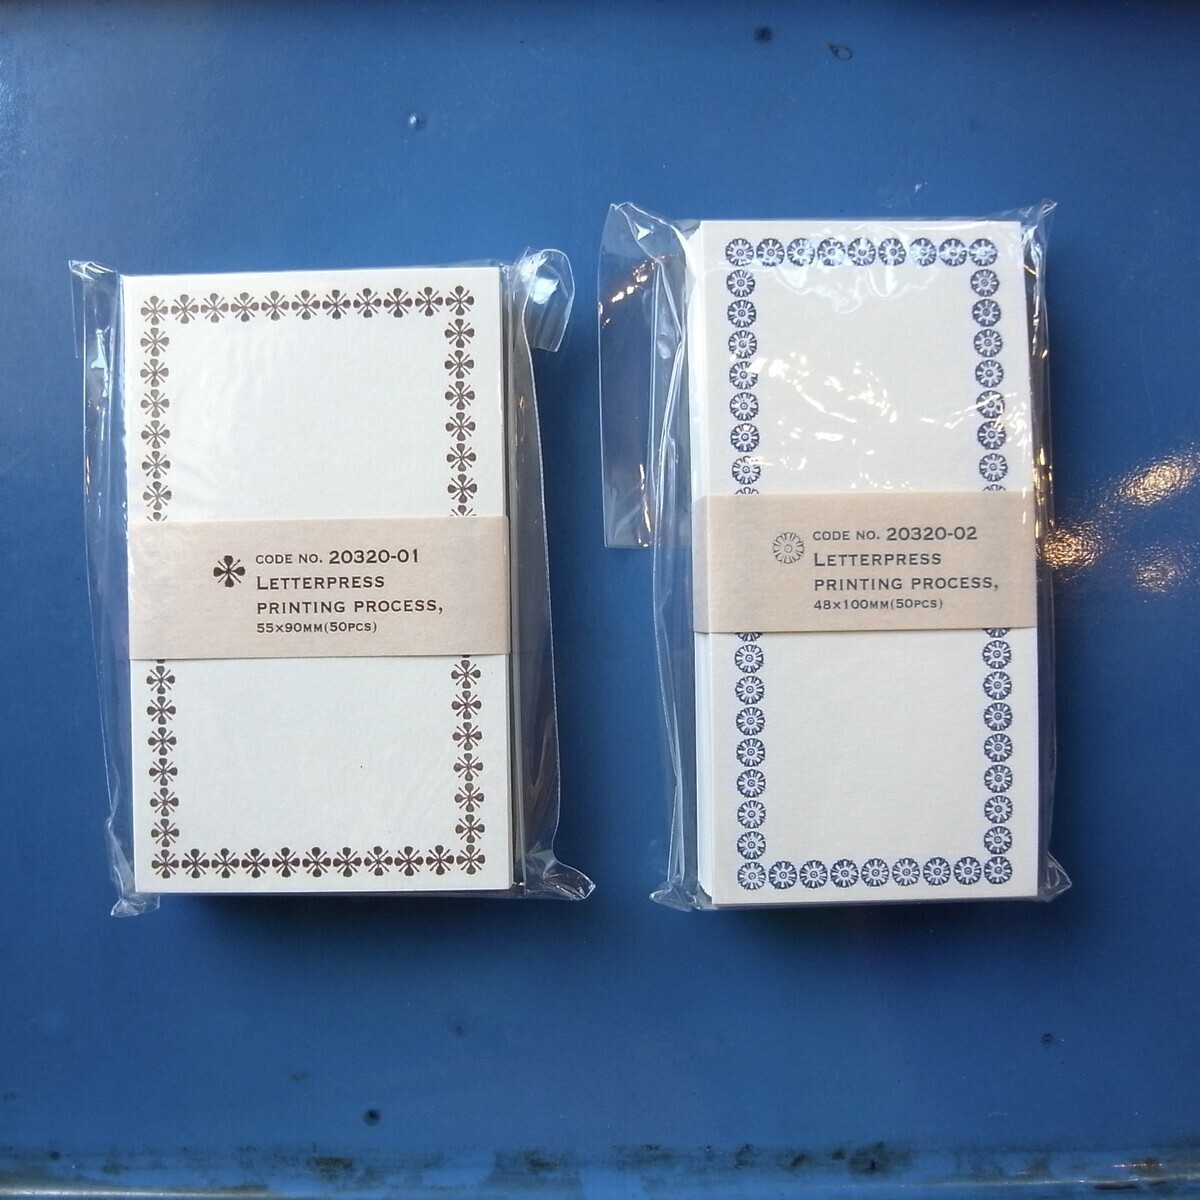 CODE NO. 20320-01
LETTERPRESS
PRINTING PROCESS,
55×90MM(50PCS)
CODE NO. 20320-02
LETTERPRESS
PRINTING PROCESS,
48×100MM(50PCS)